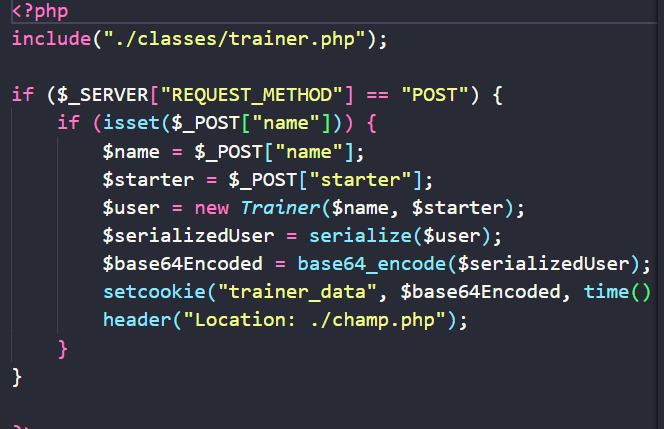 <?php
include("./classes/trainer.php");
if ($_SERVER["REQUEST_METHOD"] == "POST") {
if (isset($_POST["name"])) {
$name = $_POST["name"];
$starter = $_POST["starter"];
$user = new Trainer($name, $starter);
$serializedUser = serialize($user);
$base64Encoded = base64_encode($serializedUser);
setcookie("trainer_data", $base64Encoded, time()
header("Location: ./champ.php");
}
}